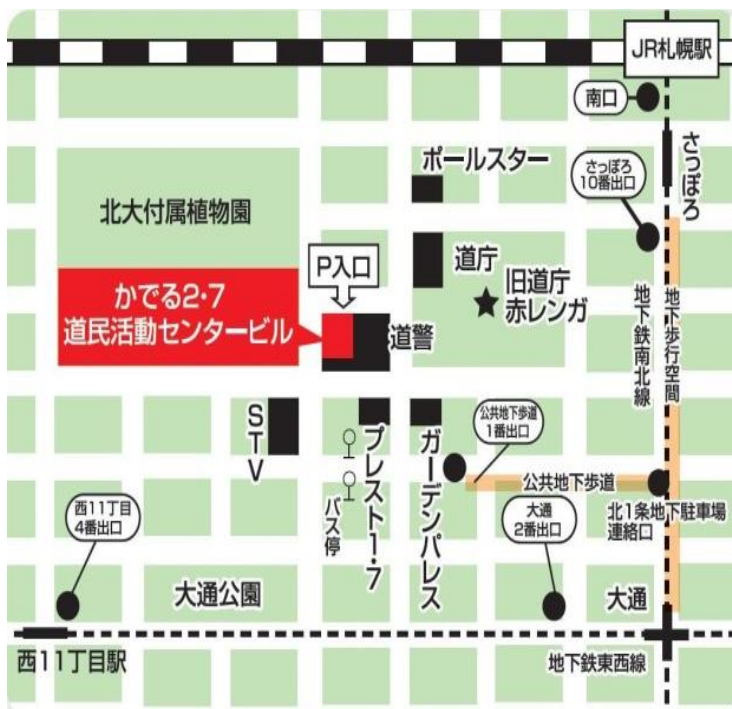 JR札幌駅
南口
ポールスター
さっぽろ
10番出口
さっぽろ
北大付属植物園
P入口
道庁
旧道庁
赤レンガ
かでる2・7
道民活動センタービル
道警
地下鉄南北線
地下歩行空間
STV
バス停
プレスト1・7
ガーデンパレス
公共地下歩道
1番出口
公共地下歩道
北1条地下駐車場
連絡口
西11丁目
4番出口
大通
2番出口
大通公園
大通
西11丁目駅
地下鉄東西線